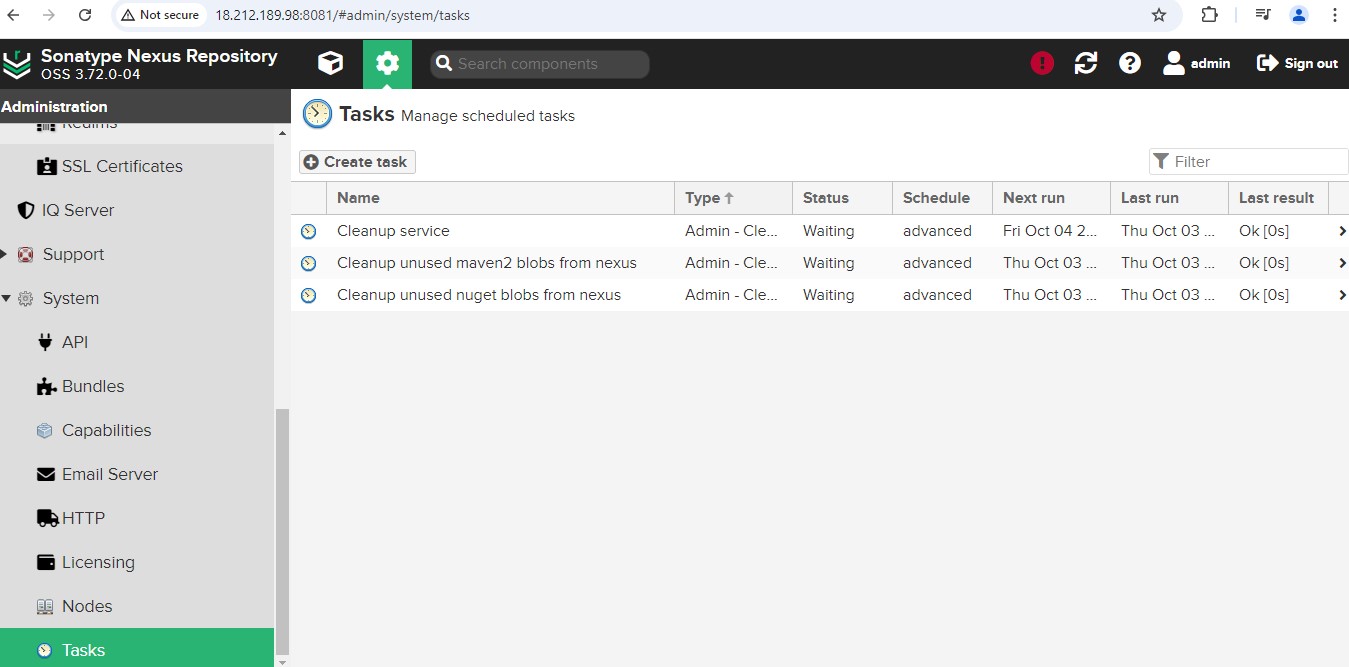 Not secure 18.212.189.98:8081/#admin/system/tasks
Sonatype Nexus Repository
OSS 3.72.0-04
Search components
admin
Sign out
Administration
Realms
SSL Certificates
IQ Server
Support
System
API
Bundles
Capabilities
Email Server
HTTP
Licensing
Nodes
Tasks
Tasks Manage scheduled tasks
Create task
Filter
Name Type Status Schedule Next run Last run Last result
Cleanup service Admin - Cle... Waiting advanced Fri Oct 04 2... Thu Oct 03 ... Ok [0s]
Cleanup unused maven2 blobs from nexus Admin - Cle... Waiting advanced Thu Oct 03 ... Thu Oct 03 ... Ok [0s]
Cleanup unused nuget blobs from nexus Admin - Cle... Waiting advanced Thu Oct 03 ... Thu Oct 03 ... Ok [0s]